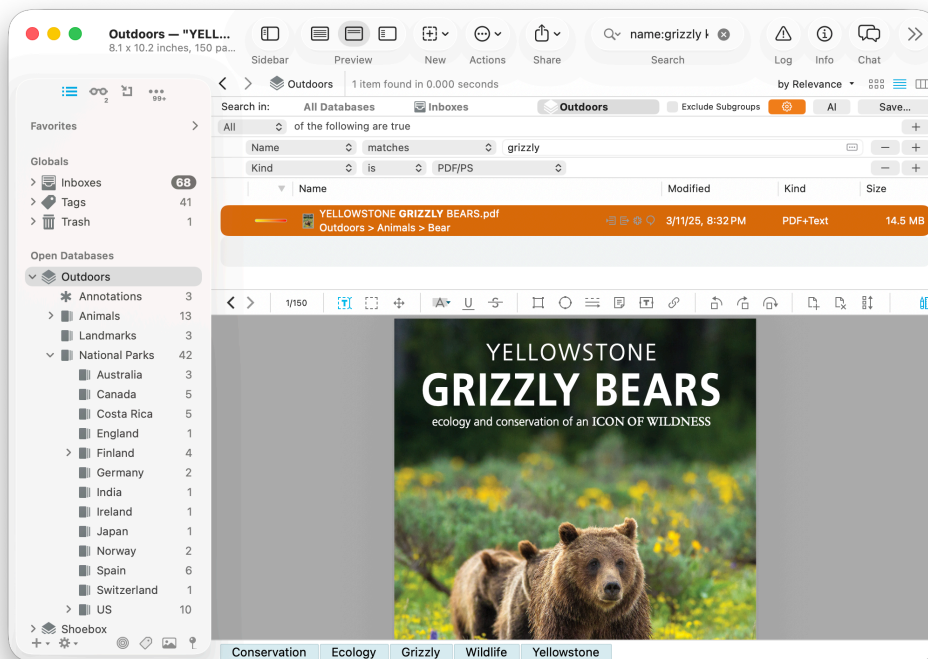 Outdoors — "YELL...
8.1 x 10.2 inches, 150 pa...
Sidebar
Preview
New
Actions
Share
name:grizzly
Search
Log
Info
Chat
2
99+
Outdoors
1 item found in 0.000 seconds
by Relevance
Search in:
All Databases
Inboxes
Outdoors
Exclude Subgroups
AI
Save...
All
of the following are true
Name
matches
grizzly
Kind
is
PDF/PS
Name
Modified
Kind
Size
YELLOWSTONE GRIZZLY BEARS.pdf
Outdoors > Animals > Bear
3/11/25, 8:32 PM
PDF+Text
14.5 MB
Favorites
Globals
Inboxes 68
Tags 41
Trash 1
Open Databases
Outdoors
Annotations 3
Animals 13
Landmarks 3
National Parks 42
Australia 3
Canada 5
Costa Rica 5
England 1
Finland 4
Germany 2
India 1
Ireland 1
Japan 1
Norway 2
Spain 6
Switzerland 1
US 10
Shoebox
1/150
T
A
U
S
T
YELLOWSTONE
GRIZZLY BEARS
ecology and conservation of an ICON OF WILDNESS
Conservation
Ecology
Grizzly
Wildlife
Yellowstone